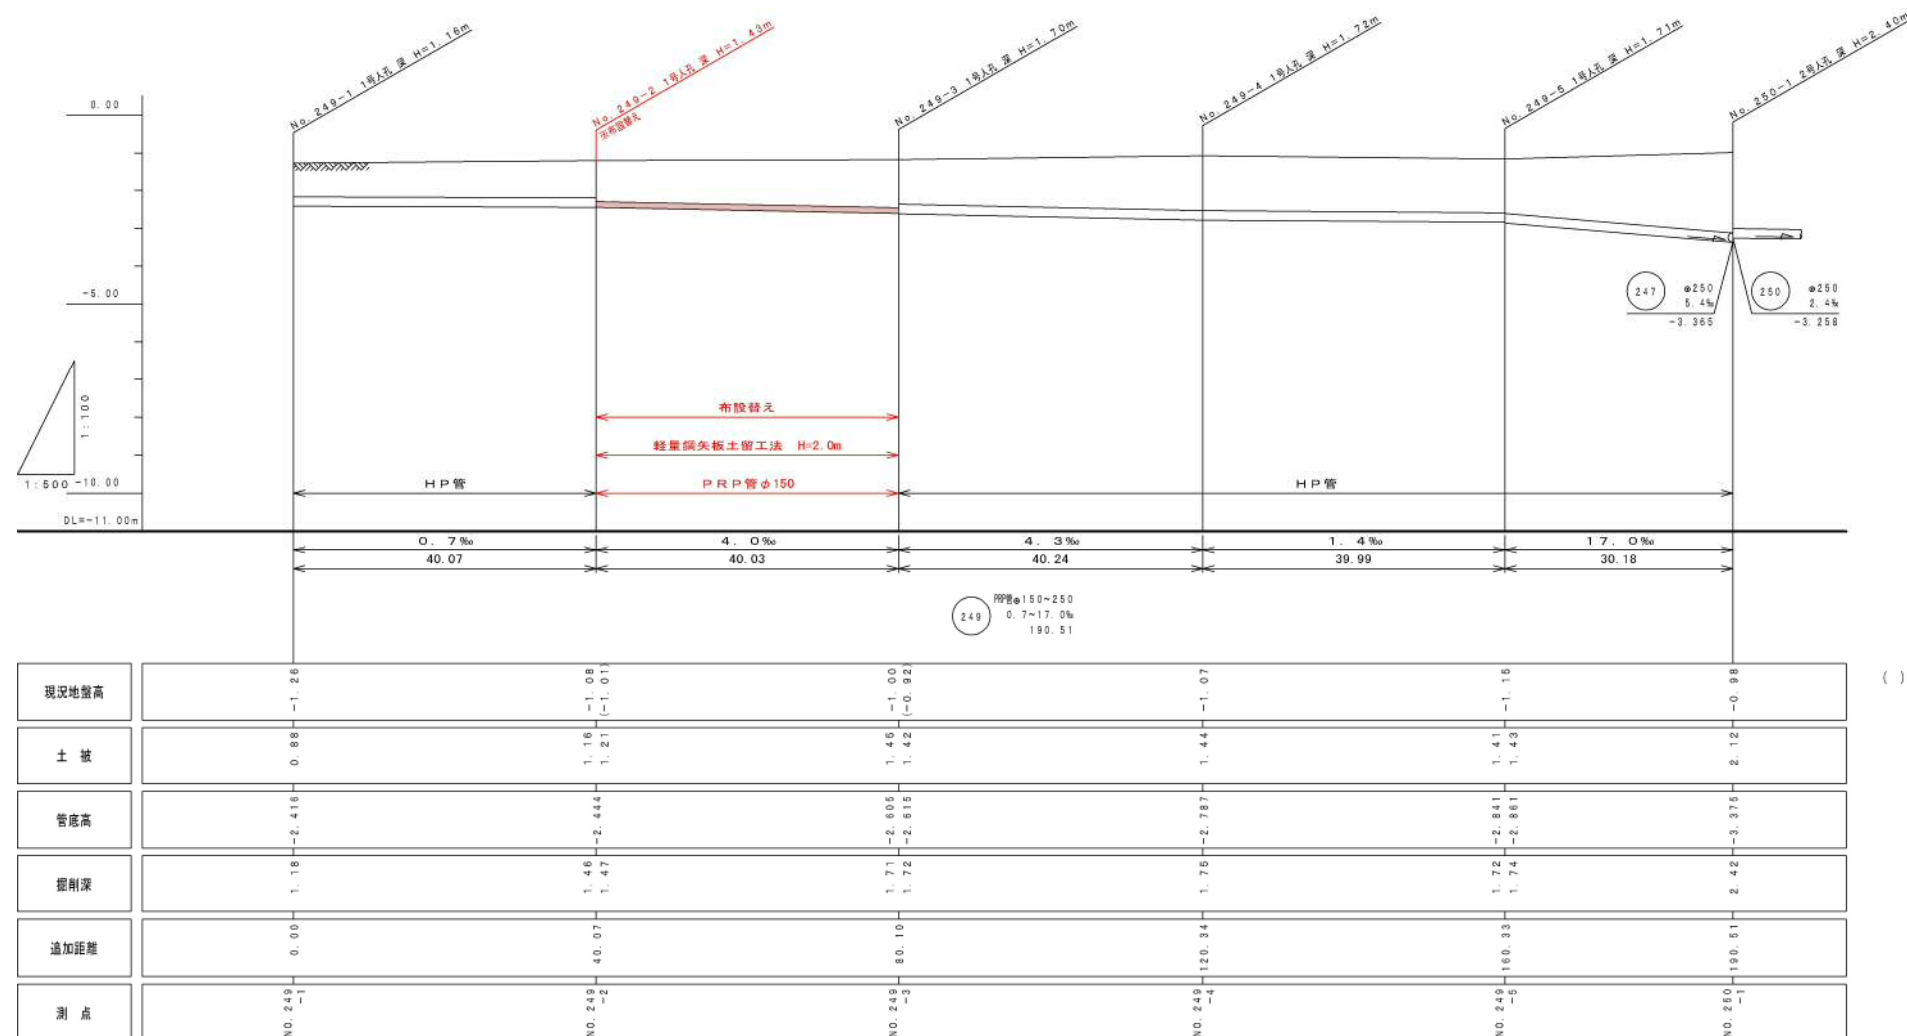 No. 249-1 1号人孔 深 H=1. 16m
No. 249-2 1号人孔 深 H=1. 43m
※布設替え
No. 249-3 1号人孔 深 H=1. 70m
No. 249-4 1号人孔 深 H=1. 72m
No. 249-5 1号人孔 深 H=1. 71m
No. 250-1 2号人孔 深 H=2. 40m
0. 00
-5. 00
-10. 00
DL=-11. 00m
1:100
1:500
247
⊕250
5. 4‰
-3. 365
250
⊕250
2. 4‰
-3. 258
布設替え
軽量鋼矢板土留工法 H=2. 0m
HP管
PRP管φ150
HP管
0. 7‰
4. 0‰
4. 3‰
1. 4‰
17. 0‰
40.07
40.03
40.24
39.99
30.18
249
PRP管⊕150~250
0. 7~17. 0‰
190. 51
現況地盤高
-1. 26
-1. 08
(-1. 01)
-1. 00
(-0. 92)
-1. 07
-1. 15
-0. 98
( )
土 被
0. 88
1. 16
1. 21
1. 45
1. 42
1. 44
1. 41
1. 43
2. 12
管底高
-2. 416
-2. 444
-2. 605
-2. 615
-2. 787
-2. 841
-2. 861
-3. 375
掘削深
1. 18
1. 46
1. 47
1. 71
1. 72
1. 75
1. 72
1. 74
2. 42
追加距離
0. 00
40. 07
80. 10
120. 34
160. 33
190. 51
測 点
NO. 249
-1
NO. 249
-2
NO. 249
-3
NO. 249
-4
NO. 249
-5
NO. 250
-1